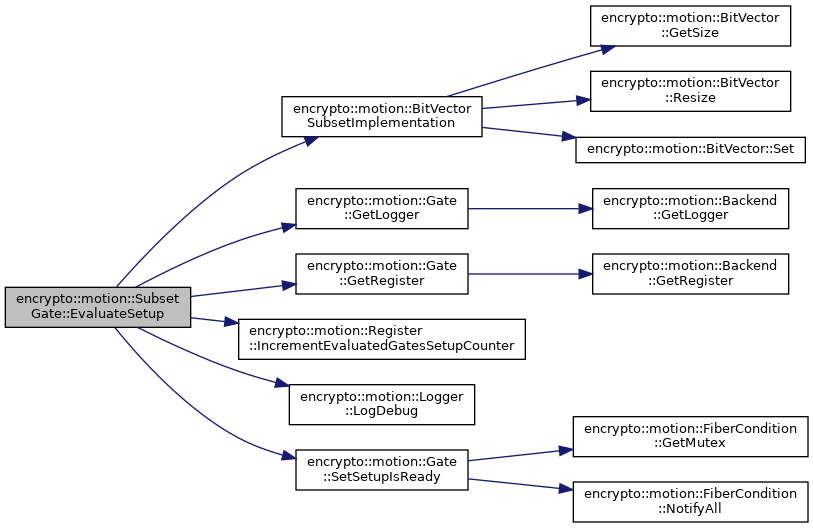 encrypto::motion::Subset
Gate::EvaluateSetup
encrypto::motion::BitVector
SubsetImplementation
encrypto::motion::BitVector
::GetSize
encrypto::motion::BitVector
::Resize
encrypto::motion::BitVector::Set
encrypto::motion::Gate
::GetLogger
encrypto::motion::Backend
::GetLogger
encrypto::motion::Gate
::GetRegister
encrypto::motion::Backend
::GetRegister
encrypto::motion::Register
::IncrementEvaluatedGatesSetupCounter
encrypto::motion::Logger
::LogDebug
encrypto::motion::Gate
::SetSetupIsReady
encrypto::motion::FiberCondition
::GetMutex
encrypto::motion::FiberCondition
::NotifyAll